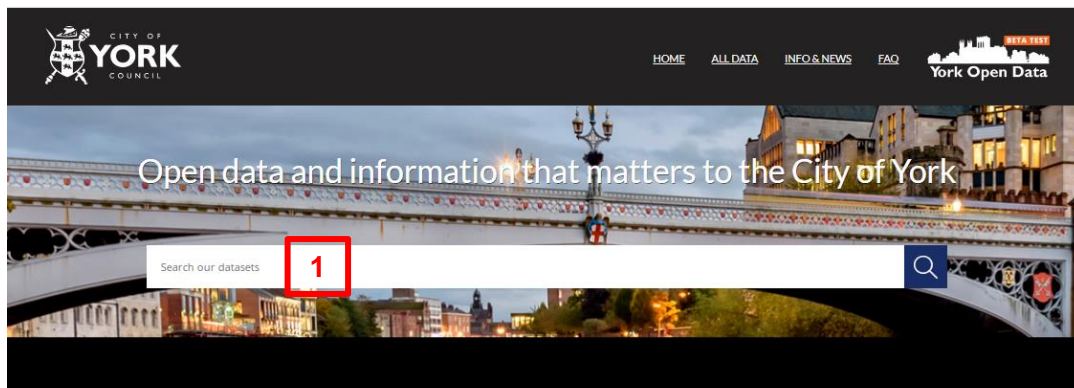 CITY OF
YORK
COUNCIL
HOME ALL DATA INFO & NEWS FAQ
BETA TEST
York Open Data
Open data and information that matters to the City of York
Search our datasets
1